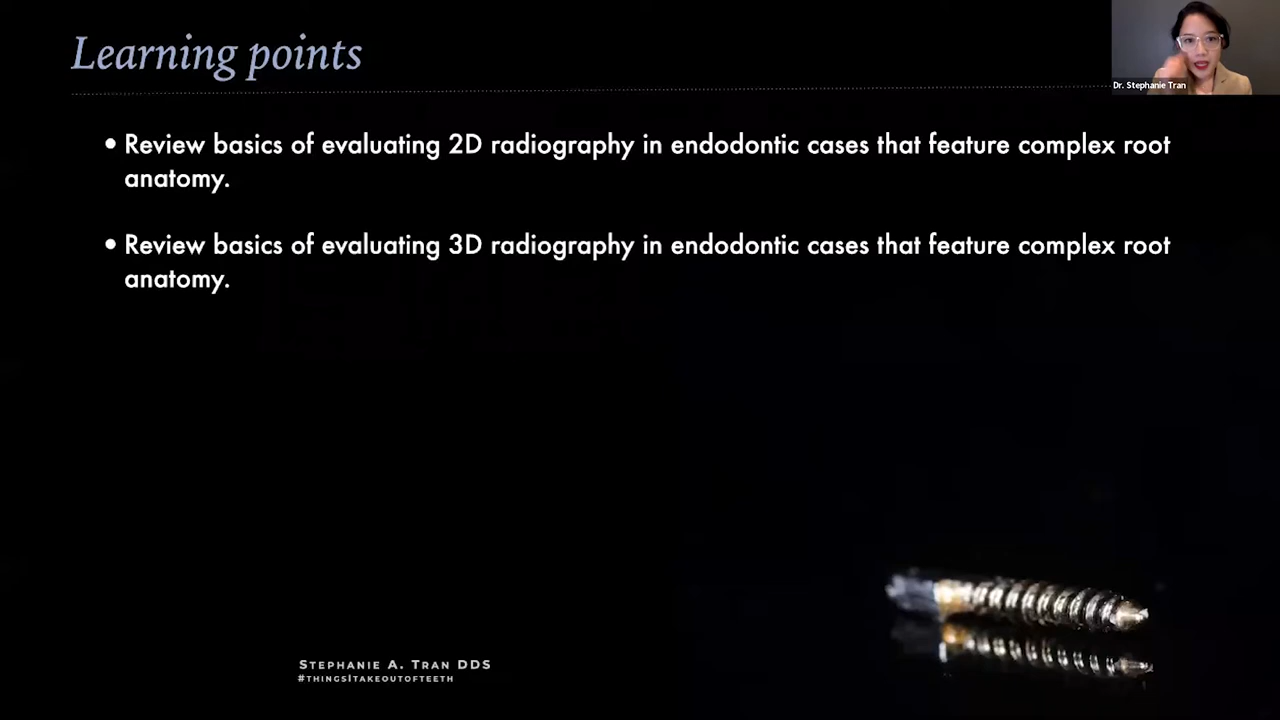 Learning points
Dr. Stephanie Tran
• Review basics of evaluating 2D radiography in endodontic cases that feature complex root
anatomy.
• Review basics of evaluating 3D radiography in endodontic cases that feature complex root
anatomy.
Stephanie A. Tran DDS
#thingsItakeoutofteeth